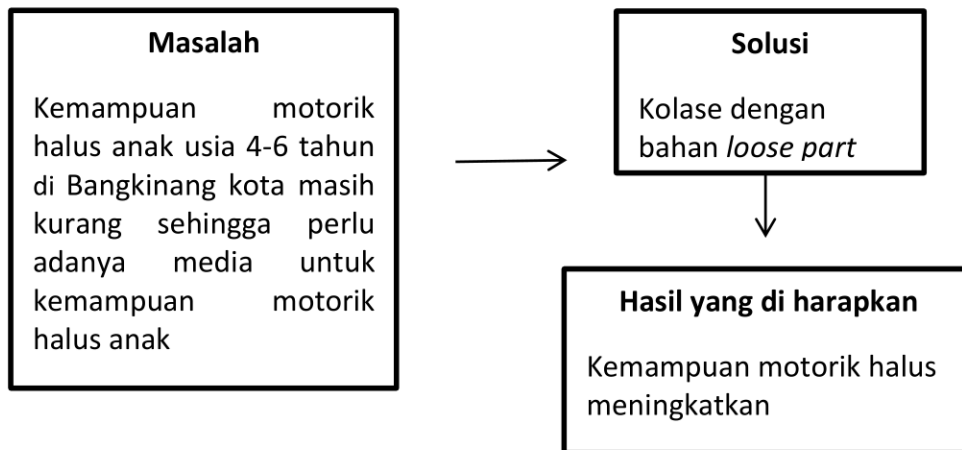 Masalah
Kemampuan motorik
halus anak usia 4-6 tahun
di Bangkinang kota masih
kurang sehingga perlu
adanya media untuk
kemampuan motorik
halus anak
Solusi
Kolase dengan
bahan loose part
Hasil yang di harapkan
Kemampuan motorik halus
meningkatkan